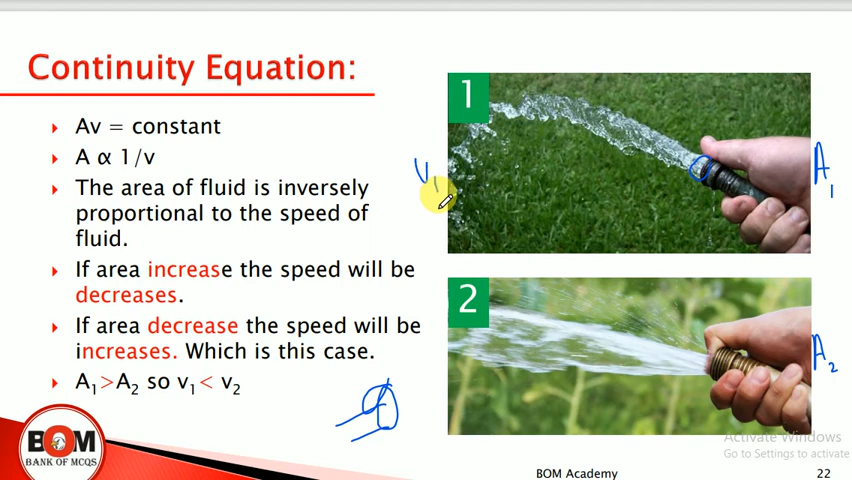 Continuity Equation:
Av = constant
A α 1/v
The area of fluid is inversely
proportional to the speed of
fluid.
If area increase the speed will be
decreases.
If area decrease the speed will be
increases. Which is this case.
A₁>A₂ so v₁< v₂
1
V₁
A₁
2
A₂
BOM
BANK OF MCQS
Activate Windows
Go to Settings to activate
BOM Academy
22